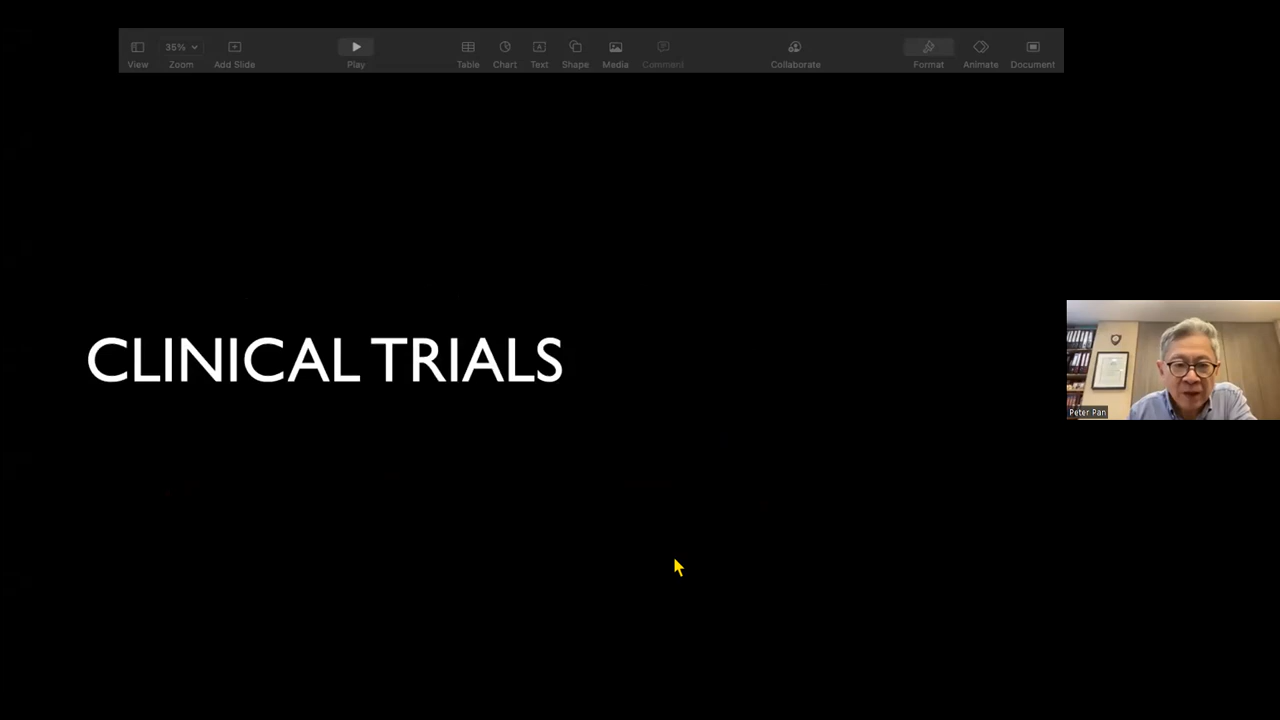 35%
View
Zoom
Add Slide
Play
Table
Chart
Text
Shape
Media
Comment
Collaborate
Format
Animate
Document
CLINICAL TRIALS
Peter Pan